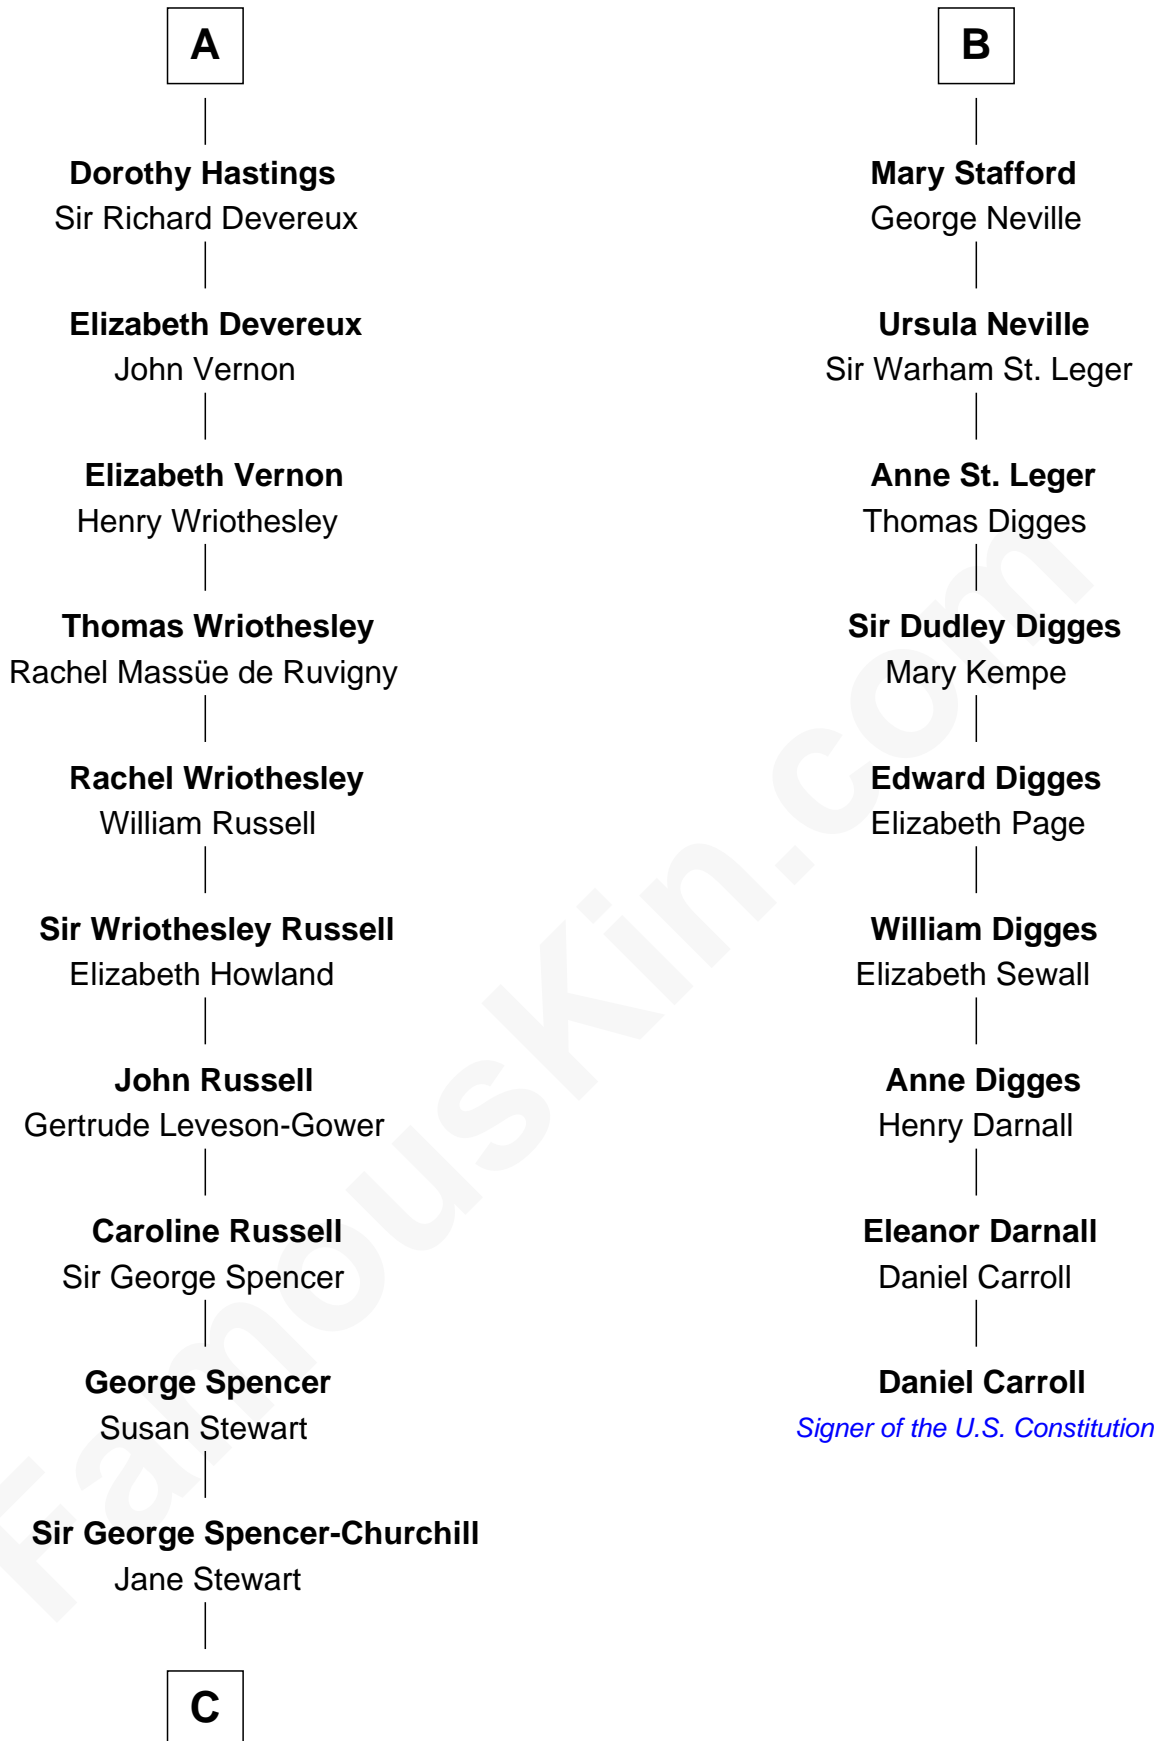 A
Dorothy Hastings
Sir Richard Devereux
Elizabeth Devereux
John Vernon
Elizabeth Vernon
Henry Wriothesley
Thomas Wriothesley
Rachel Massüe de Ruvigny
Rachel Wriothesley
William Russell
Sir Wriothesley Russell
Elizabeth Howland
John Russell
Gertrude Leveson-Gower
Caroline Russell
Sir George Spencer
George Spencer
Susan Stewart
Sir George Spencer-Churchill
Jane Stewart
C
B
Mary Stafford
George Neville
Ursula Neville
Sir Warham St. Leger
Anne St. Leger
Thomas Digges
Sir Dudley Digges
Mary Kempe
Edward Digges
Elizabeth Page
William Digges
Elizabeth Sewall
Anne Digges
Henry Darnall
Eleanor Darnall
Daniel Carroll
Daniel Carroll
Signer of the U.S. Constitution
FamousKin.com